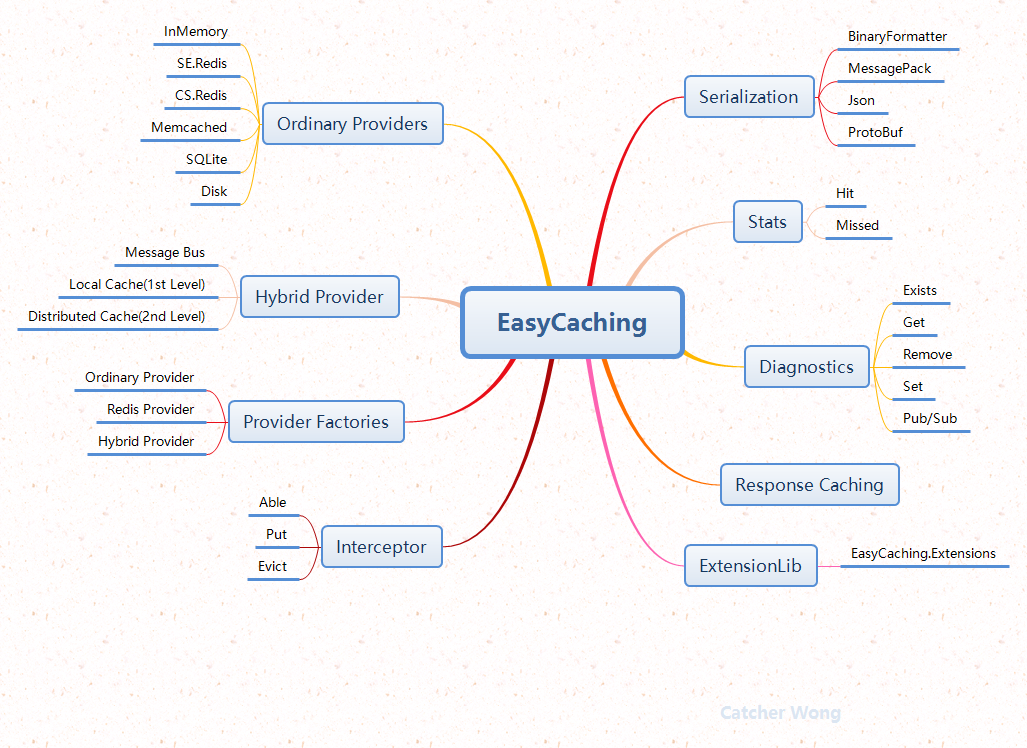 EasyCaching
Ordinary Providers
InMemory
SE.Redis
CS.Redis
Memcached
SQLite
Disk
Hybrid Provider
Message Bus
Local Cache(1st Level)
Distributed Cache(2nd Level)
Provider Factories
Ordinary Provider
Redis Provider
Hybrid Provider
Interceptor
Able
Put
Evict
Serialization
BinaryFormatter
MessagePack
Json
ProtoBuf
Stats
Hit
Missed
Diagnostics
Exists
Get
Remove
Set
Pub/Sub
Response Caching
ExtensionLib
EasyCaching.Extensions
Catcher Wong